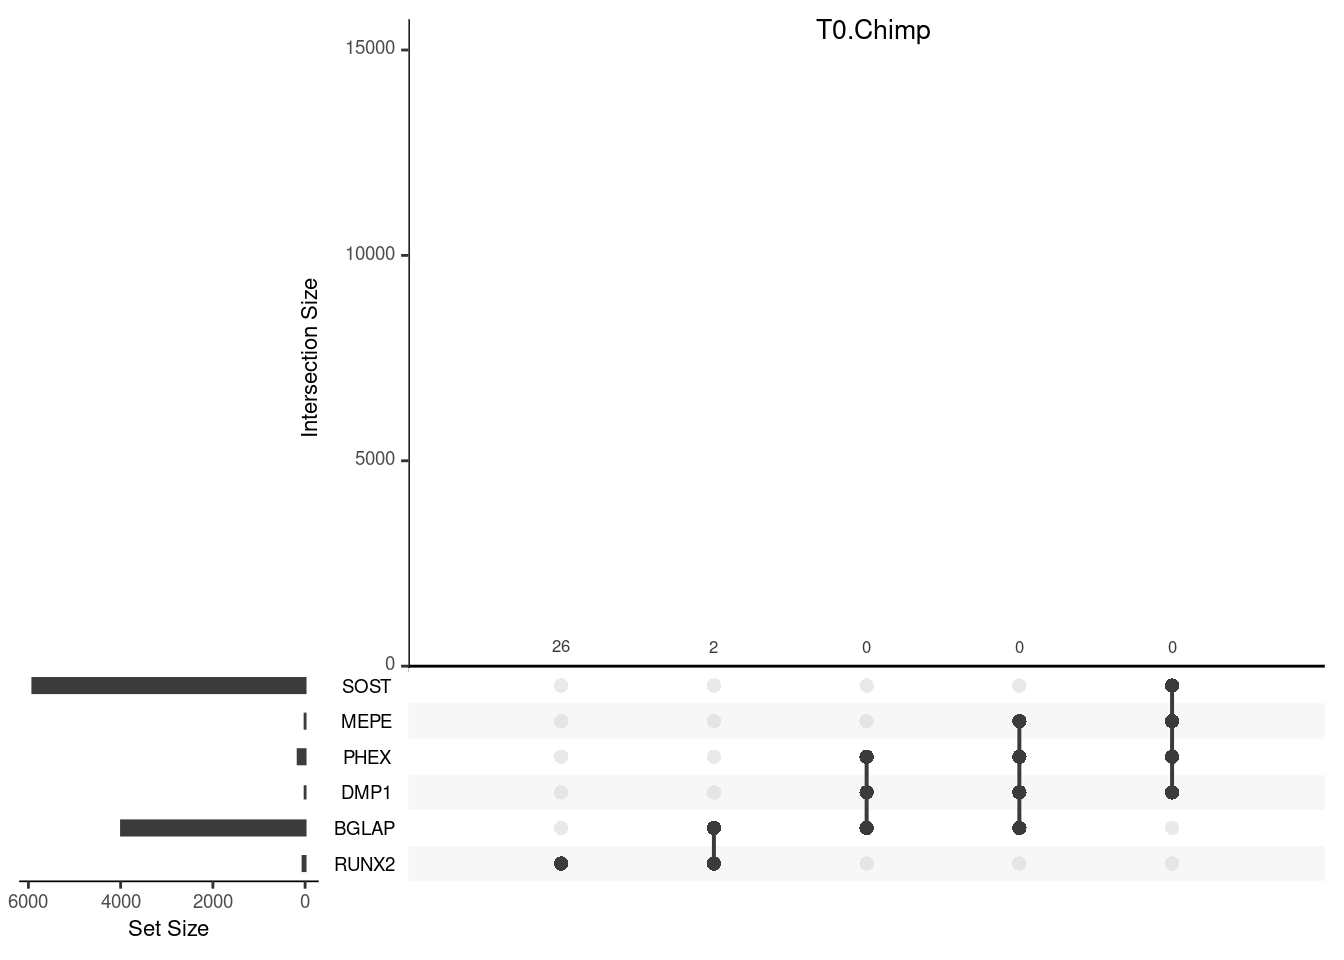 T0.Chimp
15000
10000
5000
0
Intersection Size
26 2 0 0 0
SOST
MEPE
PHEX
DMP1
BGLAP
RUNX2
6000 4000 2000 0
Set Size